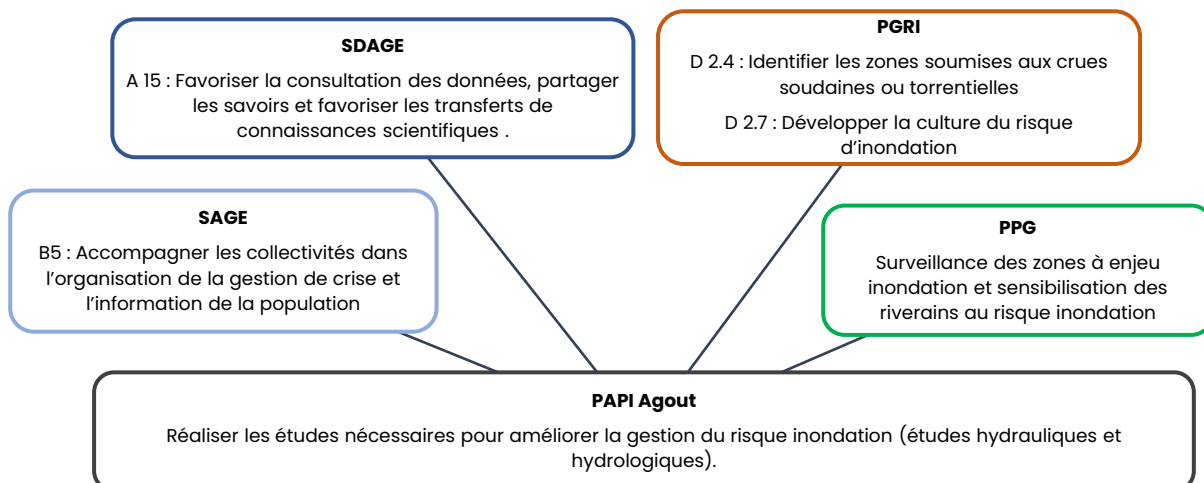 SDAGE
A 15 : Favoriser la consultation des données, partager
les savoirs et favoriser les transferts de
connaissances scientifiques .
PGRI
D 2.4 : Identifier les zones soumises aux crues
soudaines ou torrentielles
D 2.7 : Développer la culture du risque
d’inondation
SAGE
B5 : Accompagner les collectivités dans
l’organisation de la gestion de crise et
l’information de la population
PPG
Surveillance des zones à enjeu
inondation et sensibilisation des
riverains au risque inondation
PAPI Agout
Réaliser les études nécessaires pour améliorer la gestion du risque inondation (études hydrauliques et
hydrologiques).